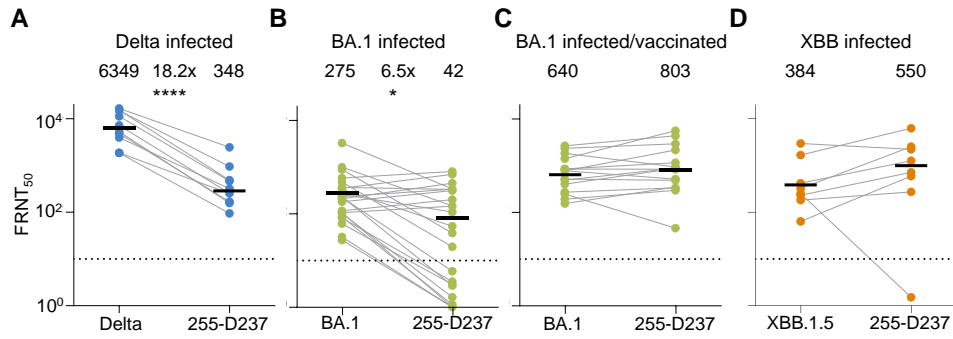 A B C D
Delta infected BA.1 infected BA.1 infected/vaccinated XBB infected
6349 18.2x 348 275 6.5x 42 640 803 384 550
**** *
FRNT50
10^4
10^2
10^0
Delta 255-D237 BA.1 255-D237 BA.1 255-D237 XBB.1.5 255-D237